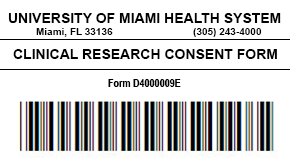 UNIVERSITY OF MIAMI HEALTH SYSTEM
Miami, FL 33136 (305) 243-4000
CLINICAL RESEARCH CONSENT FORM
Form D4000009E